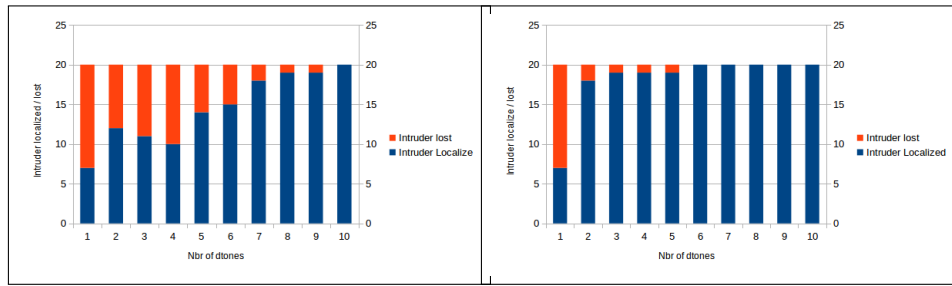 25
20
15
10
5
0
25
20
15
10
5
0
1 2 3 4 5 6 7 8 9 10
Intruder localized / lost
Nbr of dtones
Intruder lost
Intruder Localize
25
20
15
10
5
0
25
20
15
10
5
0
1 2 3 4 5 6 7 8 9 10
Intruder localize / lost
Nbr of dtones
Intruder lost
Intruder Localized